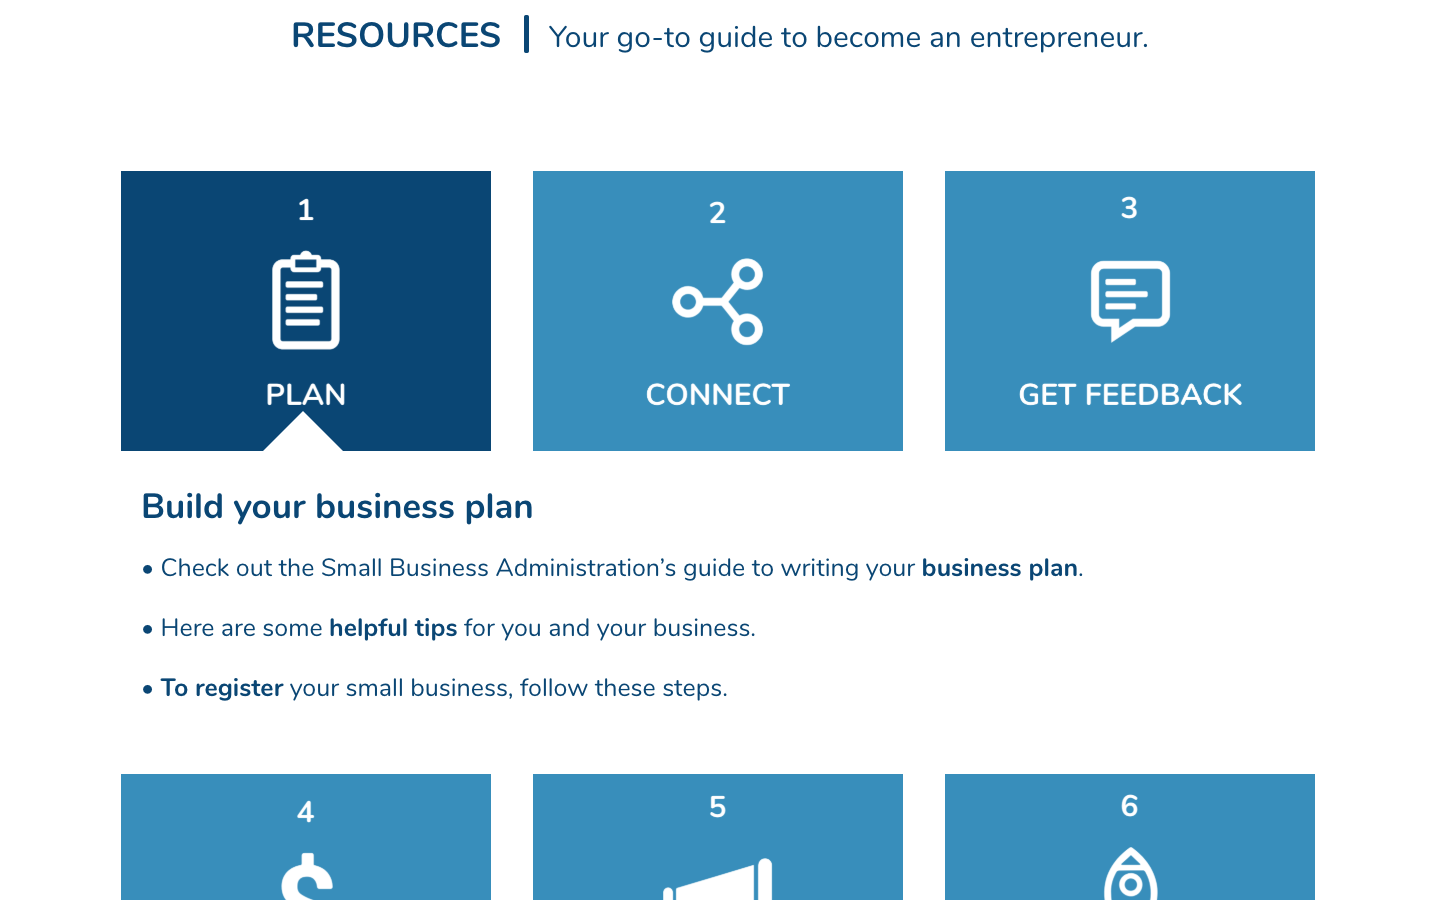 RESOURCES | Your go-to guide to become an entrepreneur.
1
2
3
PLAN
CONNECT
GET FEEDBACK
Build your business plan
• Check out the Small Business Administration’s guide to writing your business plan.
• Here are some helpful tips for you and your business.
• To register your small business, follow these steps.
4
5
6
$